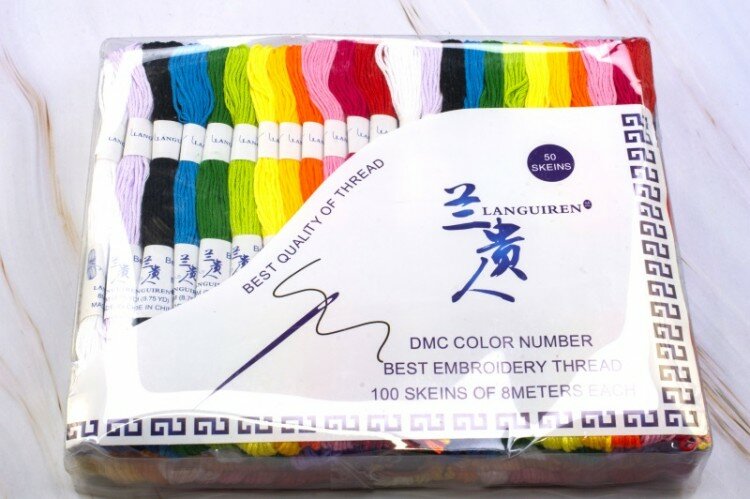 LANGUIREN
50
SKEINS
兰贵人
LANGUIREN
BEST QUALITY OF THREAD
DMC COLOR NUMBER
BEST EMBROIDERY THREAD
100 SKEINS OF 8METERS EACH